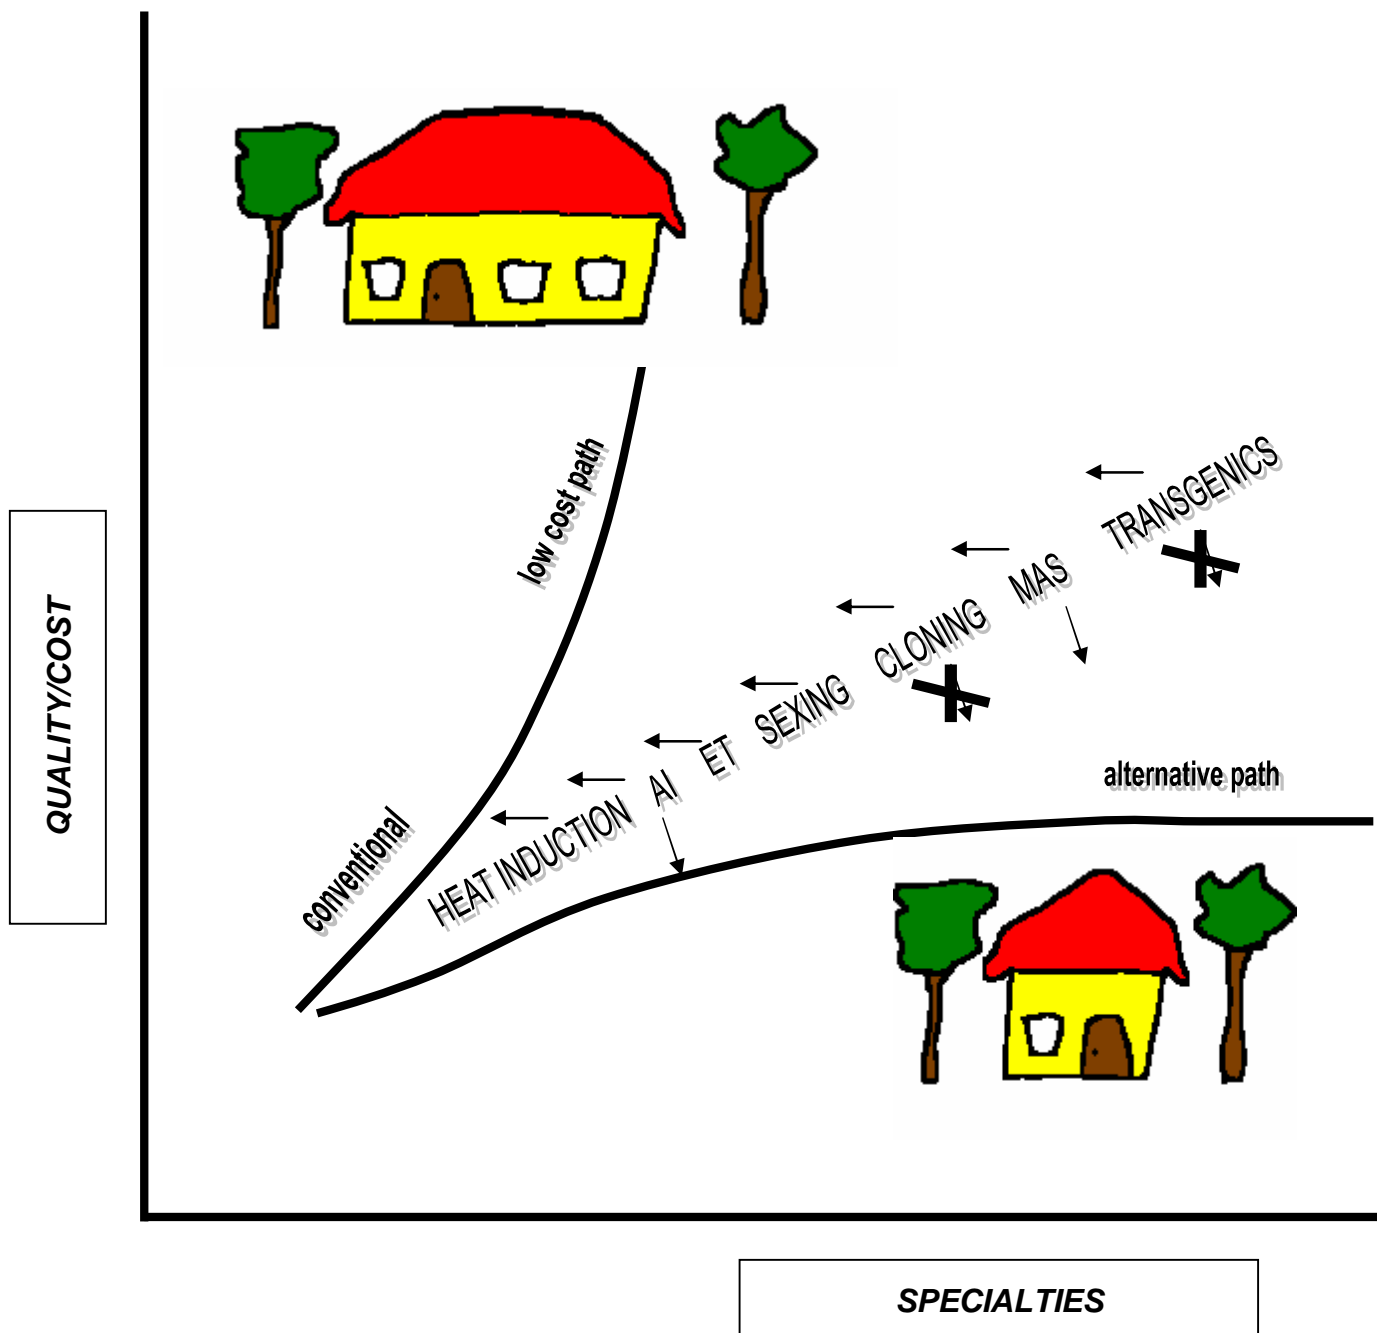 low cost path
TRANSGENICS
MAS
CLONING
SEXING
ET
AI
HEAT INDUCTION
conventional
alternative path
QUALITY/COST
SPECIALTIES